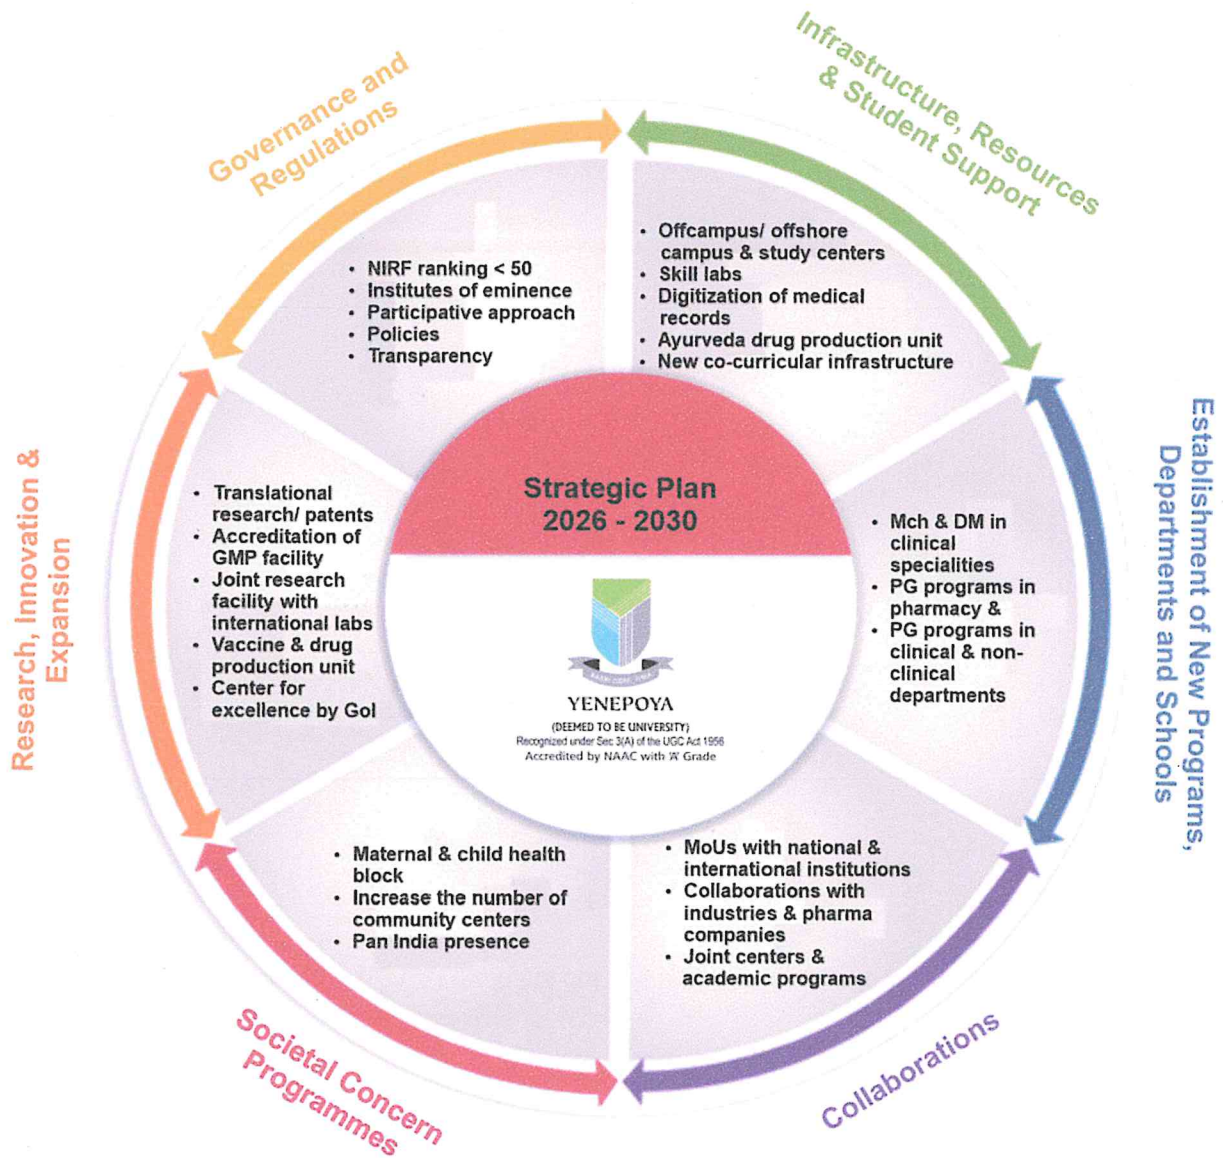 Governance and
Regulations
• NIRF ranking < 50
• Institutes of eminence
• Participative approach
• Policies
• Transparency
Infrastructure, Resources
& Student Support
• Offcampus/ offshore
campus & study centers
• Skill labs
• Digitization of medical
records
• Ayurveda drug production unit
• New co-curricular infrastructure
Establishment of New Programs,
Departments and Schools
• Mch & DM in
clinical
specialities
• PG programs in
pharmacy &
• PG programs in
clinical & non-
clinical
departments
Collaborations
• MoUs with national &
international institutions
• Collaborations with
industries & pharma
companies
• Joint centers &
academic programs
Societal Concern
Programmes
• Maternal & child health
block
• Increase the number of
community centers
• Pan India presence
Research, Innovation &
Expansion
• Translational
research/ patents
• Accreditation of
GMP facility
• Joint research
facility with
international labs
• Vaccine & drug
production unit
• Center for
excellence by GoI
Strategic Plan
2026 - 2030
YENEPOYA
(DEEMED TO BE UNIVERSITY)
Recognized under Sec 3(A) of the UGC Act 1956
Accredited by NAAC with 'A' Grade